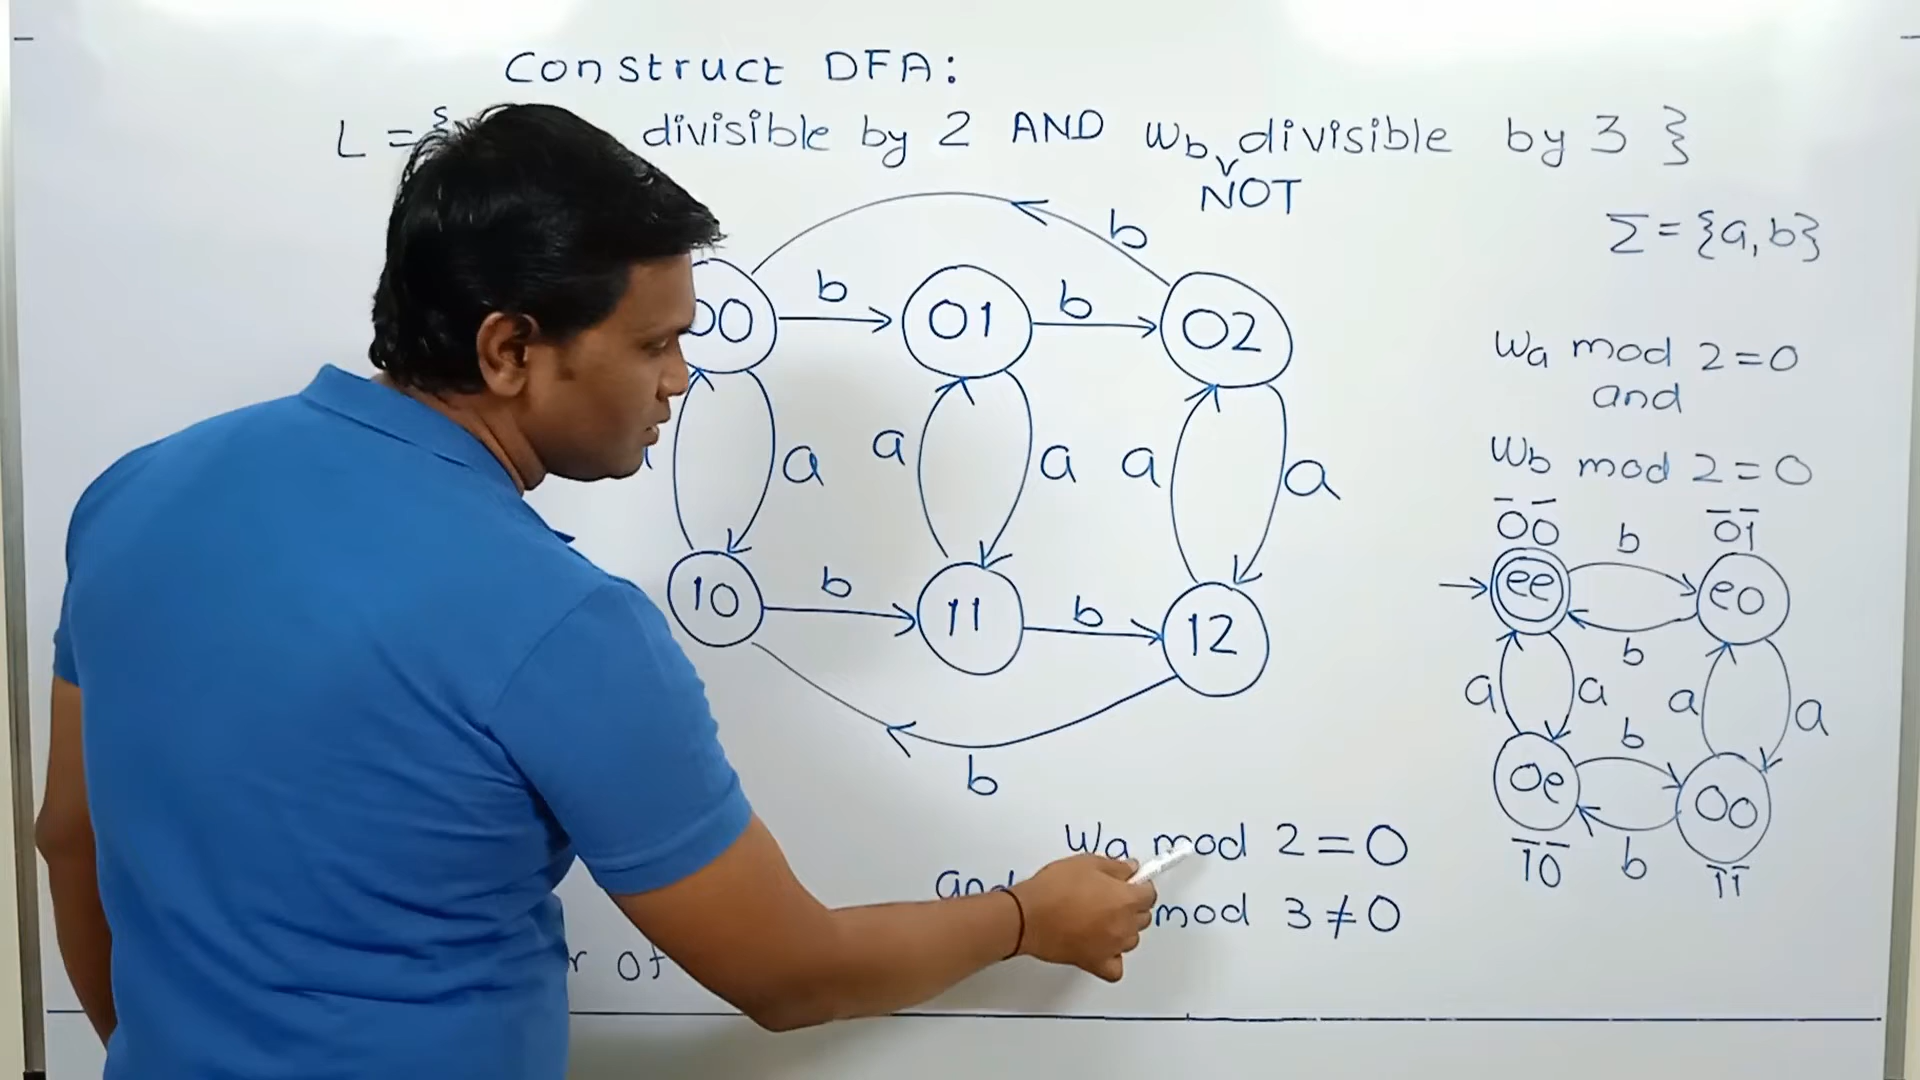 Construct DFA:
L = { divisible by 2 AND Wb divisible by 3 }
NOT
Σ = {a, b}
b
b b
01 02
a a a a
10 b 11 b 12
b
Wa mod 2 = 0
and
mod 3 ≠ 0
r of
Wa mod 2 = 0
and
Wb mod 2 = 0
00 01
b
ee eo
b
a a a a
b
oe oo
b
10 11